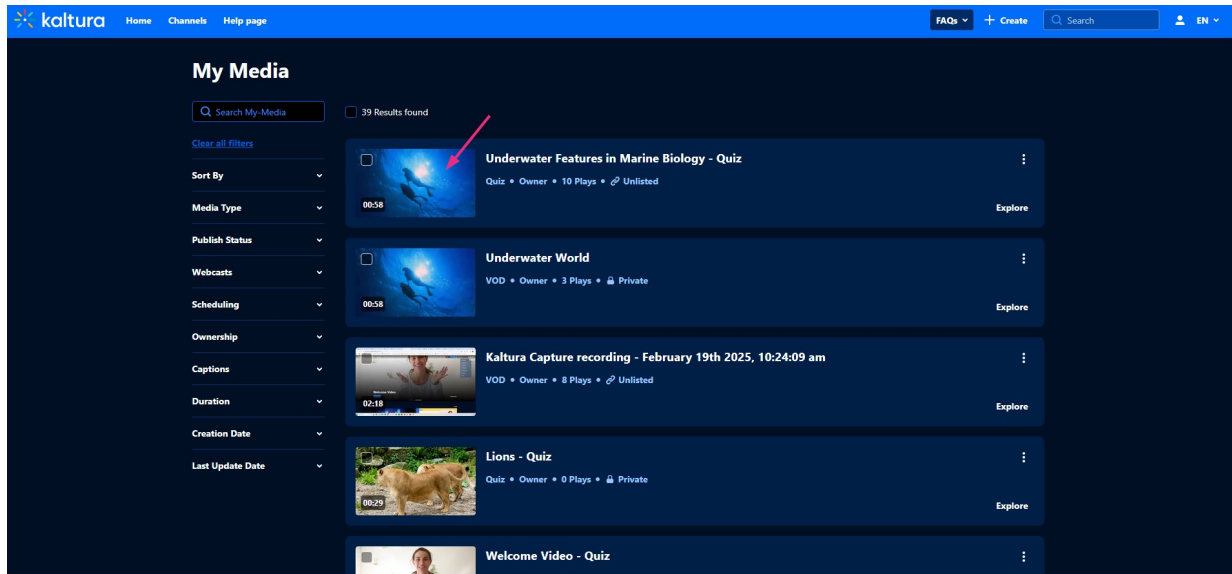 kaltura Home Channels Help page FAQs + Create Search EN
My Media
Search My-Media
39 Results found
Clear all filters
Sort By
Media Type
Publish Status
Webcasts
Scheduling
Ownership
Captions
Duration
Creation Date
Last Update Date
Underwater Features in Marine Biology - Quiz
Quiz • Owner • 10 Plays • Unlisted
00:58
Explore
Underwater World
VOD • Owner • 3 Plays • Private
00:58
Explore
Kaltura Capture recording - February 19th 2025, 10:24:09 am
VOD • Owner • 8 Plays • Unlisted
02:18
Explore
Lions - Quiz
Quiz • Owner • 0 Plays • Private
00:29
Explore
Welcome Video - Quiz